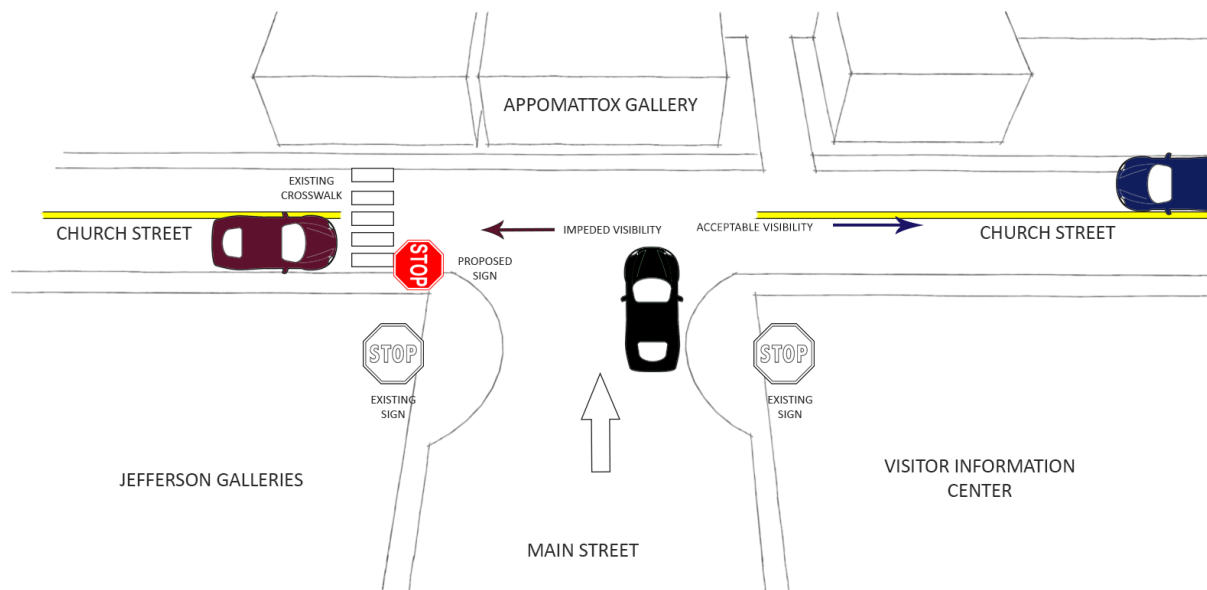 APPOMATTOX GALLERY
EXISTING
CROSSWALK
CHURCH STREET
IMPEDED VISIBILITY
ACCEPTABLE VISIBILITY
CHURCH STREET
STOP
PROPOSED
SIGN
STOP
EXISTING
SIGN
STOP
EXISTING
SIGN
JEFFERSON GALLERIES
VISITOR INFORMATION
CENTER
MAIN STREET